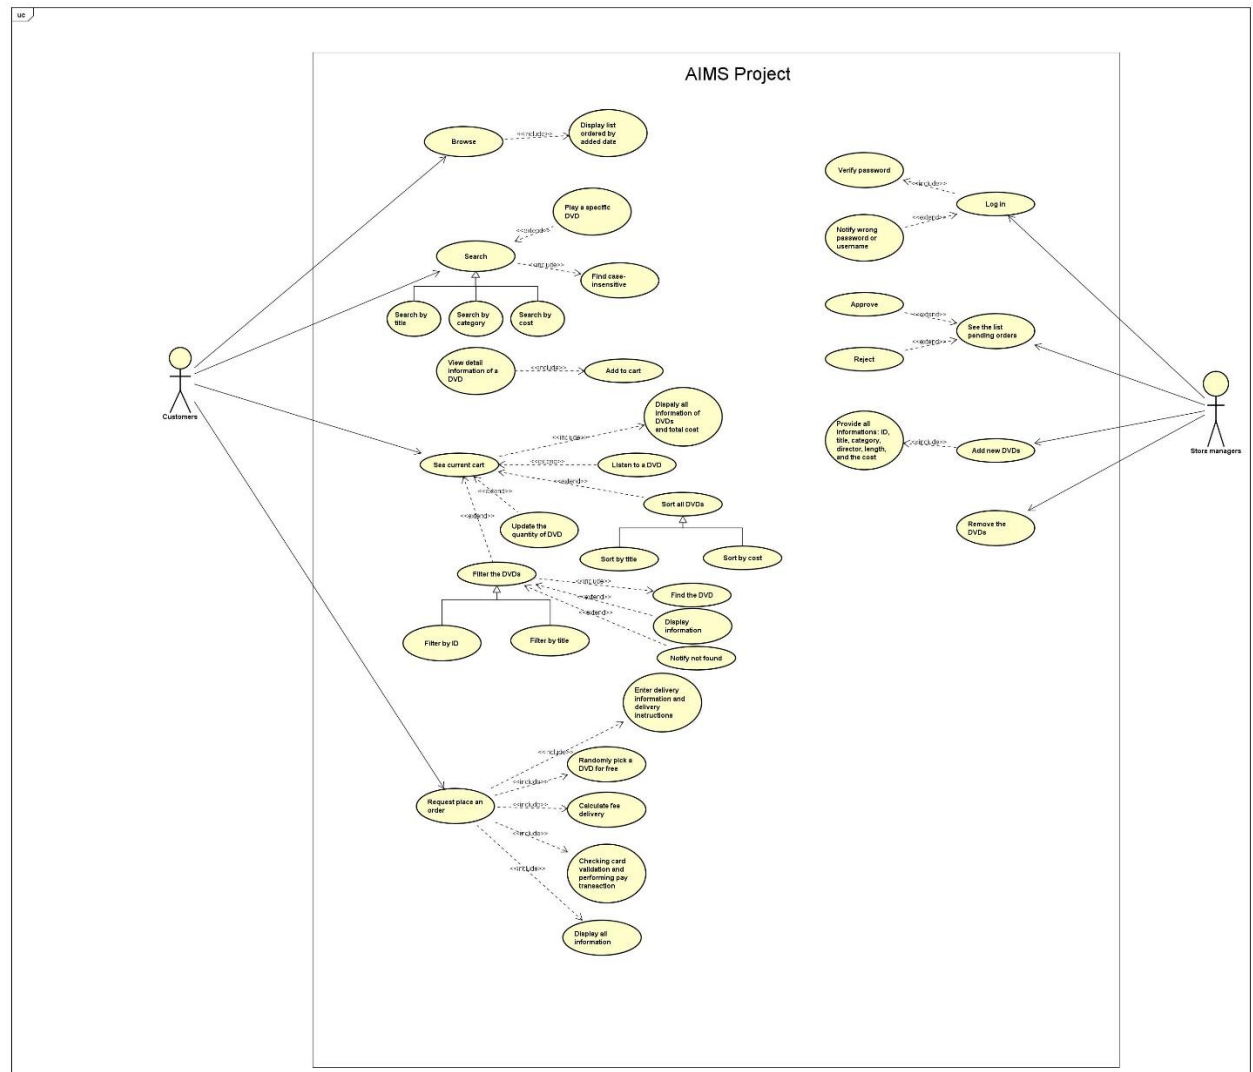 uc
AIMS Project
Browse
<<include>>
Display list
ordered by
added date
Play a specific
DVD
<<extend>>
Search
<<include>>
Find case-
insensitive
Search by
title
Search by
category
Search by
cost
View detail
information of a
DVD
<<include>>
Add to cart
Customers
Dispaly all
information of
DVDs
and total cost
<<include>>
See current cart
<<extend>>
Listen to a DVD
<<extend>>
Sort all DVDs
<<extend>>
Update the
quantity of DVD
<<extend>>
Sort by title
Sort by cost
Filter the DVDs
<<include>>
Find the DVD
<<extend>>
Display
information
<<extend>>
Notify not found
Filter by ID
Filter by title
Enter delivery
information and
delivery
instructions
<<include>>
Randomly pick a
DVD for free
<<include>>
Request place an
order
<<include>>
Calculate fee
delivery
<<include>>
Checking card
validation and
performing pay
transaction
<<include>>
Display all
information
Verify password
<<include>>
Log in
<<extend>>
Notify wrong
password or
username
Approve
<<extend>>
See the list
pending orders
<<extend>>
Reject
Provide all
informations: ID,
title, category,
director, length,
and the cost
<<include>>
Add new DVDs
Store managers
Remove the
DVDs